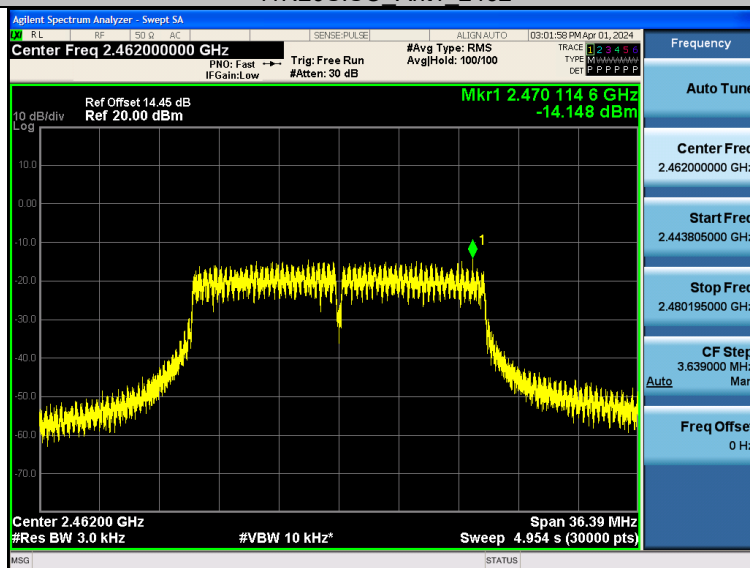 Agilent Spectrum Analyzer - Swept SA
LXI RL RF 50 Ω AC SENSE:PULSE ALIGN AUTO 03:01:58 PM Apr 01, 2024
Center Freq 2.462000000 GHz
PNO: Fast
IFGain:Low
Trig: Free Run
#Atten: 30 dB
#Avg Type: RMS
Avg|Hold: 100/100
TRACE 1 2 3 4 5 6
TYPE M
DET P P P P P P
Ref Offset 14.45 dB
Ref 20.00 dBm
10 dB/div
Log
Mkr1 2.470 114 6 GHz
-14.148 dBm
10.0
0.00
-10.0
-20.0
-30.0
-40.0
-50.0
-60.0
-70.0
1
Center 2.46200 GHz
Span 36.39 MHz
#Res BW 3.0 kHz
#VBW 10 kHz*
Sweep 4.954 s (30000 pts)
MSG
STATUS
Frequency
Auto Tune
Center Freq
2.462000000 GHz
Start Freq
2.443805000 GHz
Stop Freq
2.480195000 GHz
CF Step
3.639000 MHz
Auto Man
Freq Offset
0 Hz